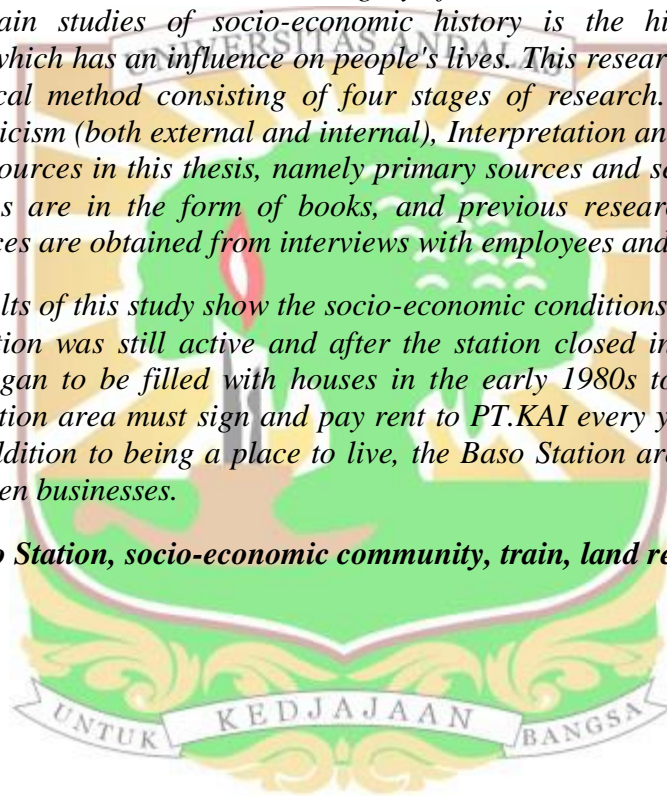 ain studies of socio-economic history is the hi
which has an influence on people's lives. This resear
UNIVERSITAS ANDALAS
cal method consisting of four stages of research.
icism (both external and internal), Interpretation an
ources in this thesis, namely primary sources and s
s are in the form of books, and previous resear
ces are obtained from interviews with employees and
lts of this study show the socio-economic conditions
tion was still active and after the station closed in
gan to be filled with houses in the early 1980s to
tion area must sign and pay rent to PT.KAI every y
ddition to being a place to live, the Baso Station ar
en businesses.
o Station, socio-economic community, train, land re
UNTUK KEDJAJAAN BANGSA